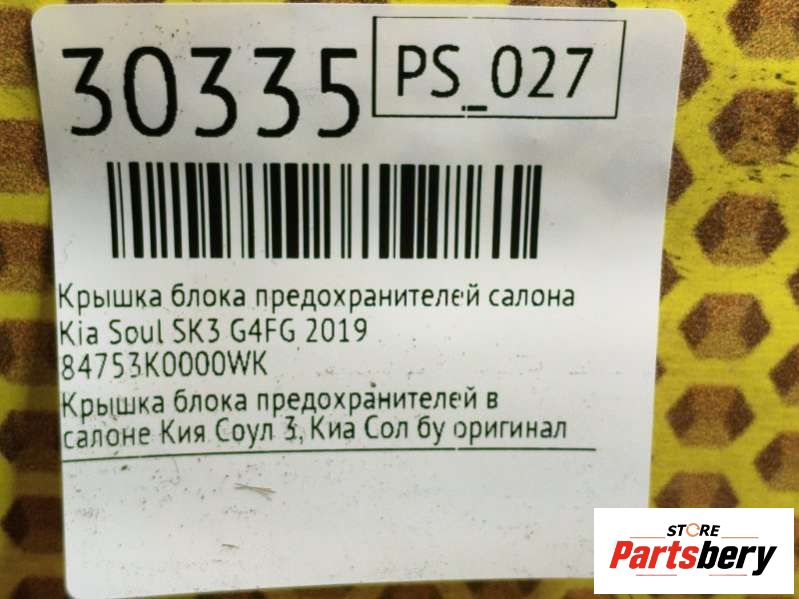 30335
PS_027
Крышка блока предохранителей салона
Kia Soul SK3 G4FG 2019
84753K0000WK
Крышка блока предохранителей в
салоне Кия Соул 3, Киа Сол бу оригинал
STORE
Partsbery